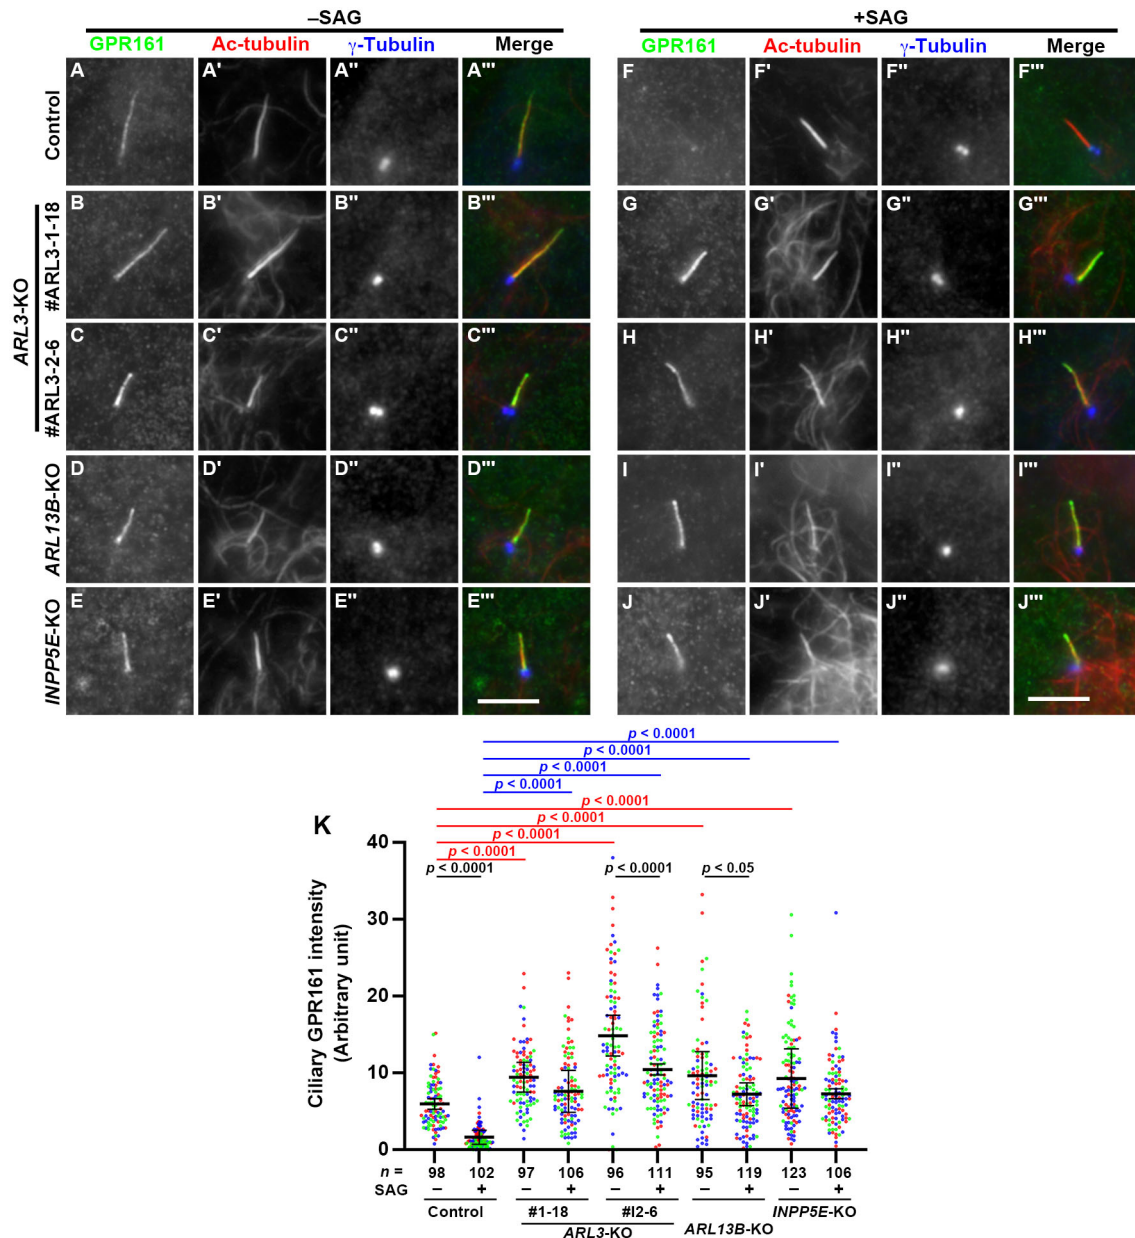 –SAG
+SAG
GPR161 Ac-tubulin γ-Tubulin Merge
GPR161 Ac-tubulin γ-Tubulin Merge
Control
A A' A'' A'''
F F' F'' F'''
ARL3-KO
#ARL3-1-18
B B' B'' B'''
G G' G'' G'''
#ARL3-2-6
C C' C'' C'''
H H' H'' H'''
ARL13B-KO
D D' D'' D'''
I I' I'' I'''
INPP5E-KO
E E' E'' E'''
J J' J'' J'''
p < 0.0001
p < 0.0001
p < 0.0001
p < 0.0001
p < 0.0001
p < 0.0001
p < 0.0001
p < 0.0001
p < 0.0001 p < 0.0001 p < 0.05
K
Ciliary GPR161 intensity
(Arbitrary unit)
40
30
20
10
0
n = 98 102 97 106 96 111 95 119 123 106
SAG – + – + – + – + – +
Control #1-18 #I2-6 ARL13B-KO INPP5E-KO
ARL3-KO